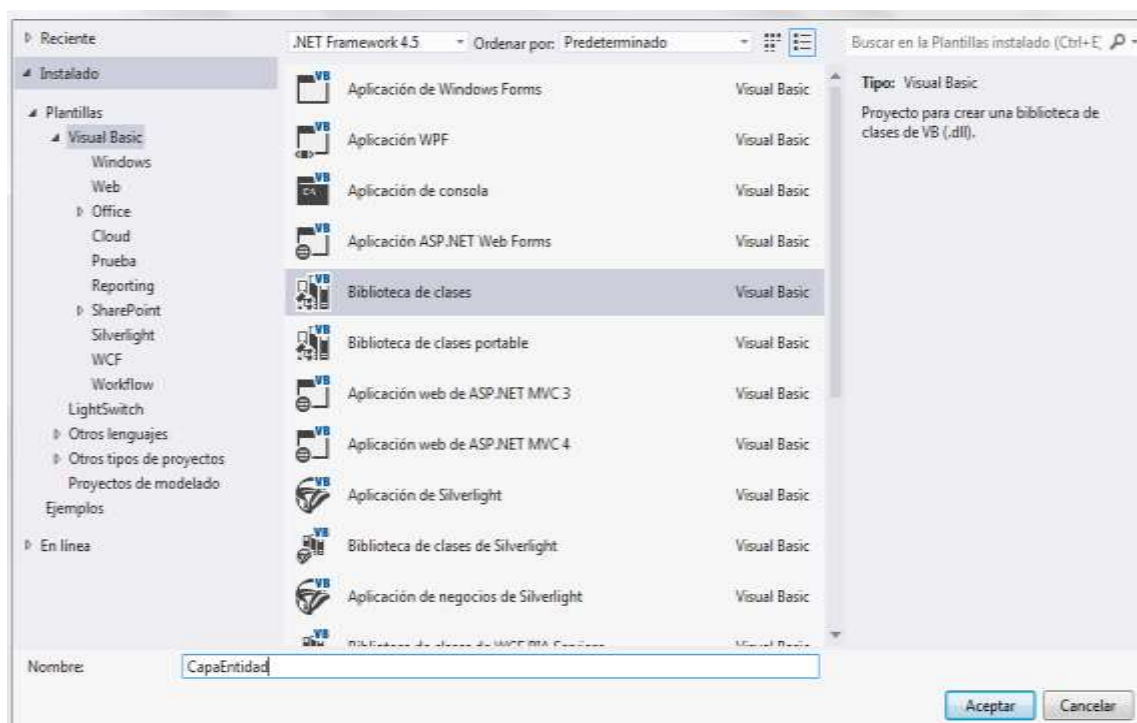 Reciente
Instalado
Plantillas
Visual Basic
Windows
Web
Office
Cloud
Prueba
Reporting
SharePoint
Silverlight
WCF
Workflow
LightSwitch
Otros lenguajes
Otros tipos de proyectos
Proyectos de modelado
Ejemplos
En línea
.NET Framework 4.5 Ordenar por: Predeterminado
Aplicación de Windows Forms Visual Basic
Aplicación WPF Visual Basic
Aplicación de consola Visual Basic
Aplicación ASP.NET Web Forms Visual Basic
Biblioteca de clases Visual Basic
Biblioteca de clases portable Visual Basic
Aplicación web de ASP.NET MVC 3 Visual Basic
Aplicación web de ASP.NET MVC 4 Visual Basic
Aplicación de Silverlight Visual Basic
Biblioteca de clases de Silverlight Visual Basic
Aplicación de negocios de Silverlight Visual Basic
Buscar en la Plantillas instalado (Ctrl+E
Tipo: Visual Basic
Proyecto para crear una biblioteca de
clases de VB (.dll).
Nombre: CapaEntidad
Aceptar Cancelar